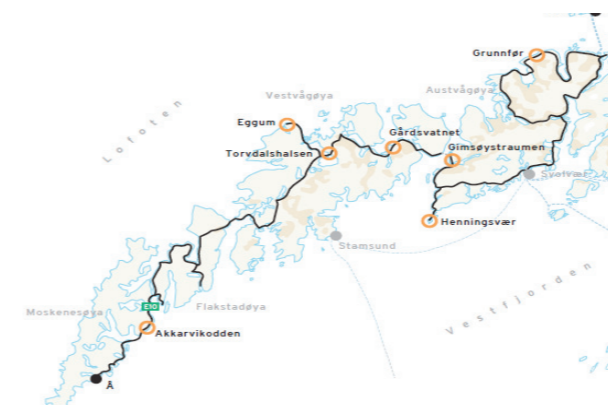 Grunnfør
Austvågøya
Vestvågøya
Lofoten
Eggum
Gårdsvatnet
Torvdalshalsen
Gimsøystraumen
Svolvær
Henningsvær
Stamsund
Vestfjorden
E10
Flakstadøya
Moskenesøya
Akkarvikodden
Å